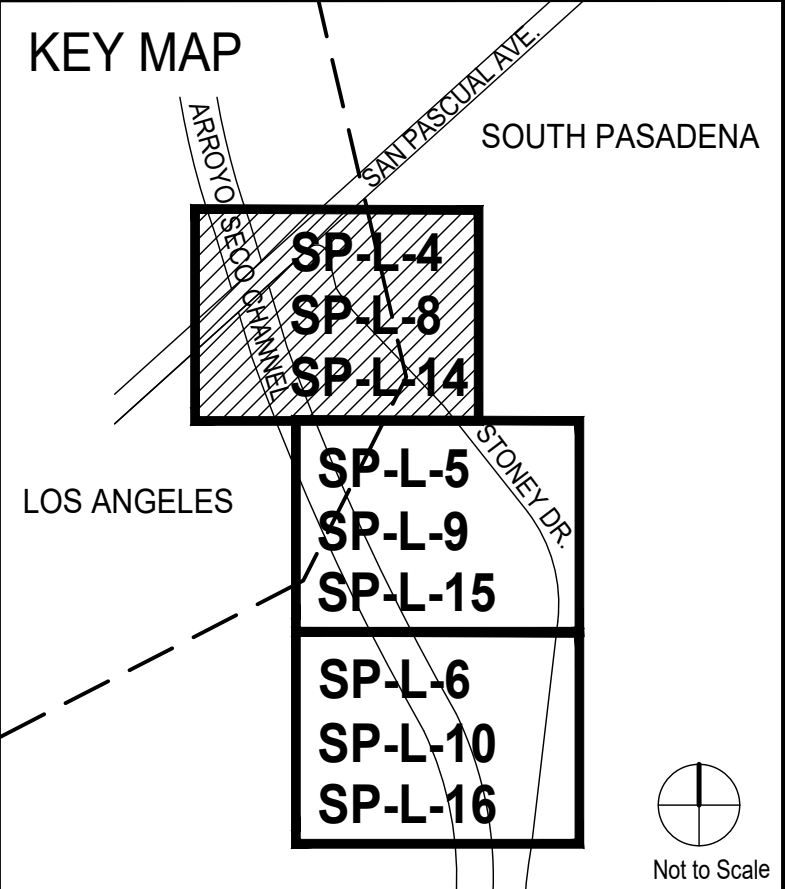 KEY MAP
SAN PASCUAL AVE.
SOUTH PASADENA
ARROYO SECO CHANNEL
SP-L-4
SP-L-8
SP-L-14
STONEY DR.
LOS ANGELES
SP-L-5
SP-L-9
SP-L-15
SP-L-6
SP-L-10
SP-L-16
Not to Scale